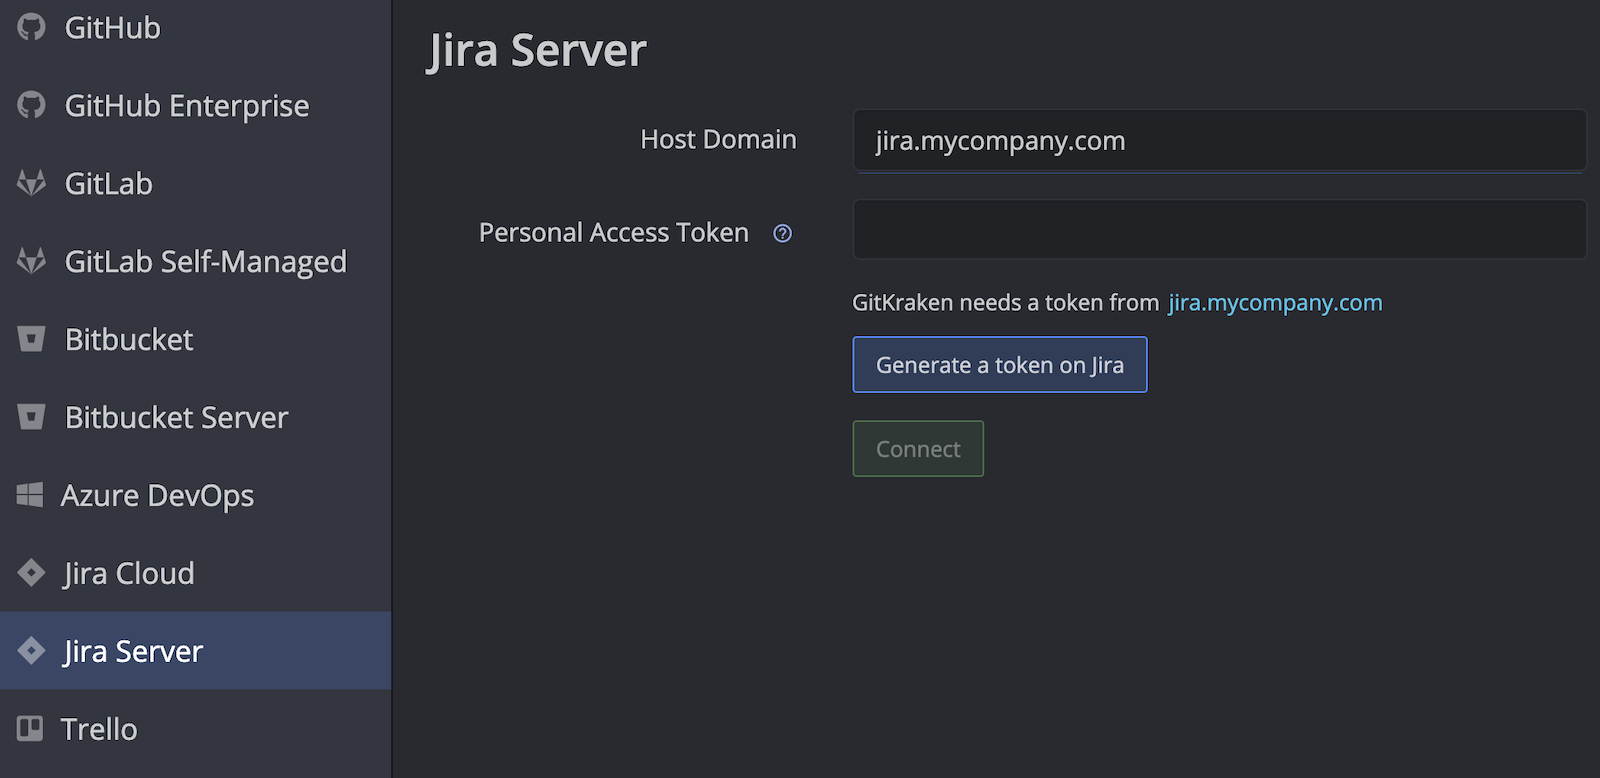 GitHub
GitHub Enterprise
GitLab
GitLab Self-Managed
Bitbucket
Bitbucket Server
Azure DevOps
Jira Cloud
Jira Server
Trello
Jira Server
Host Domain
jira.mycompany.com
Personal Access Token ?
GitKraken needs a token from jira.mycompany.com
Generate a token on Jira
Connect